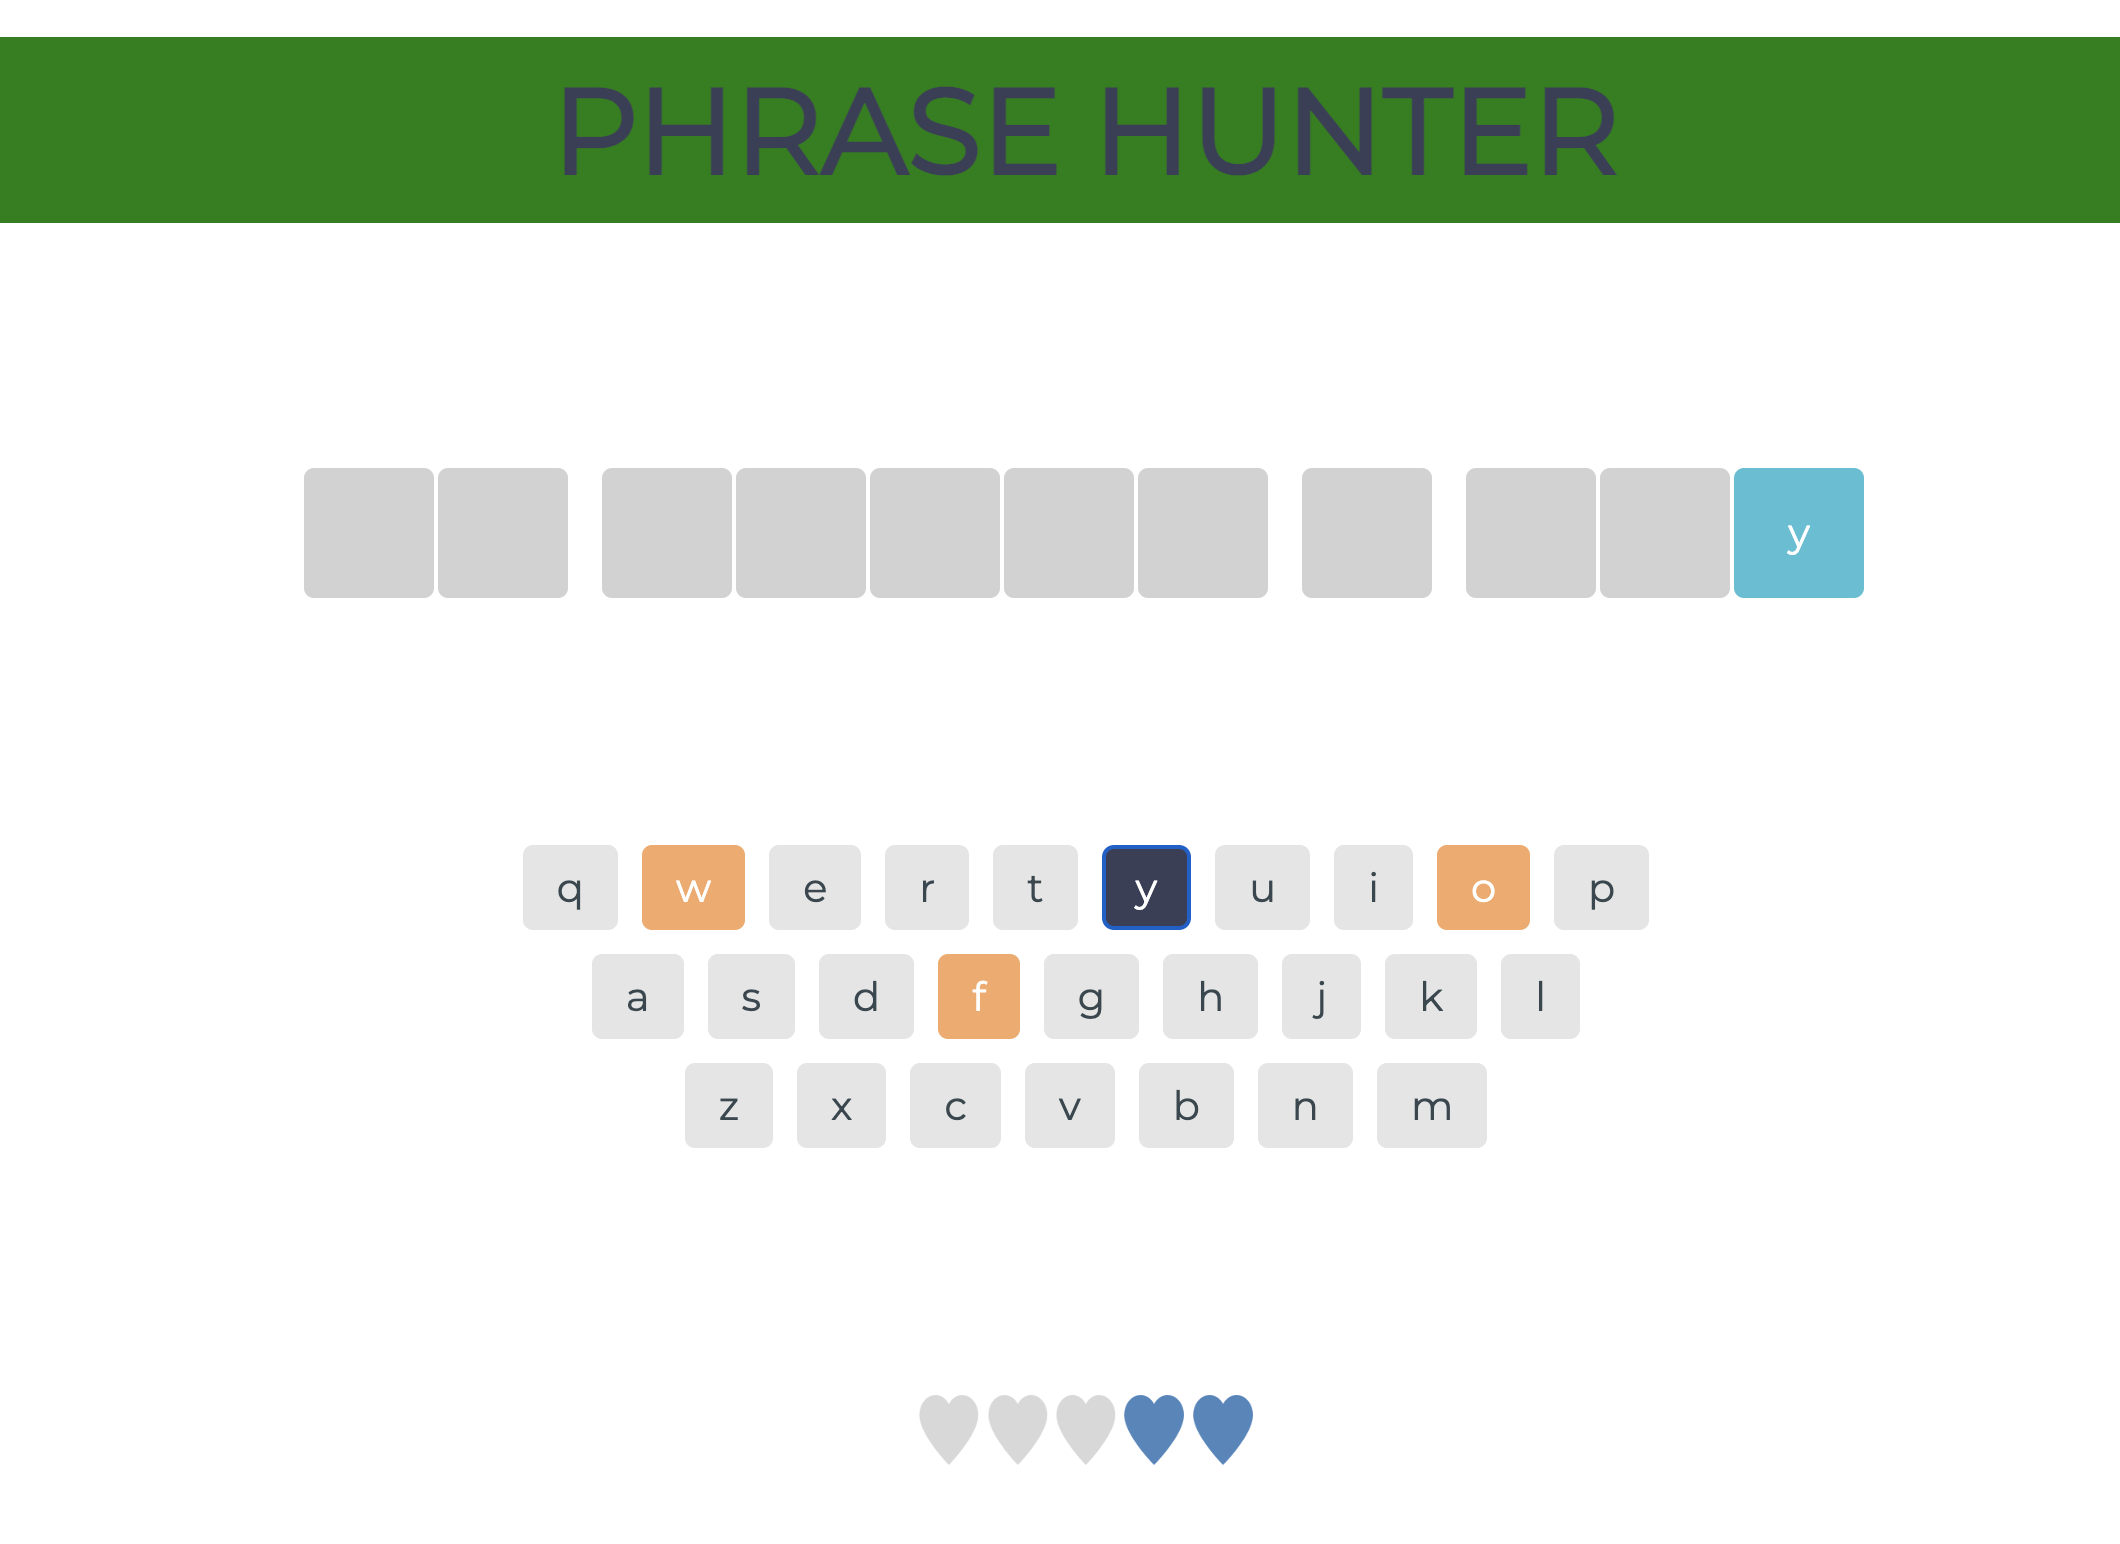 PHRASE HUNTER
y
q w e r t y u i o p
a s d f g h j k l
z x c v b n m